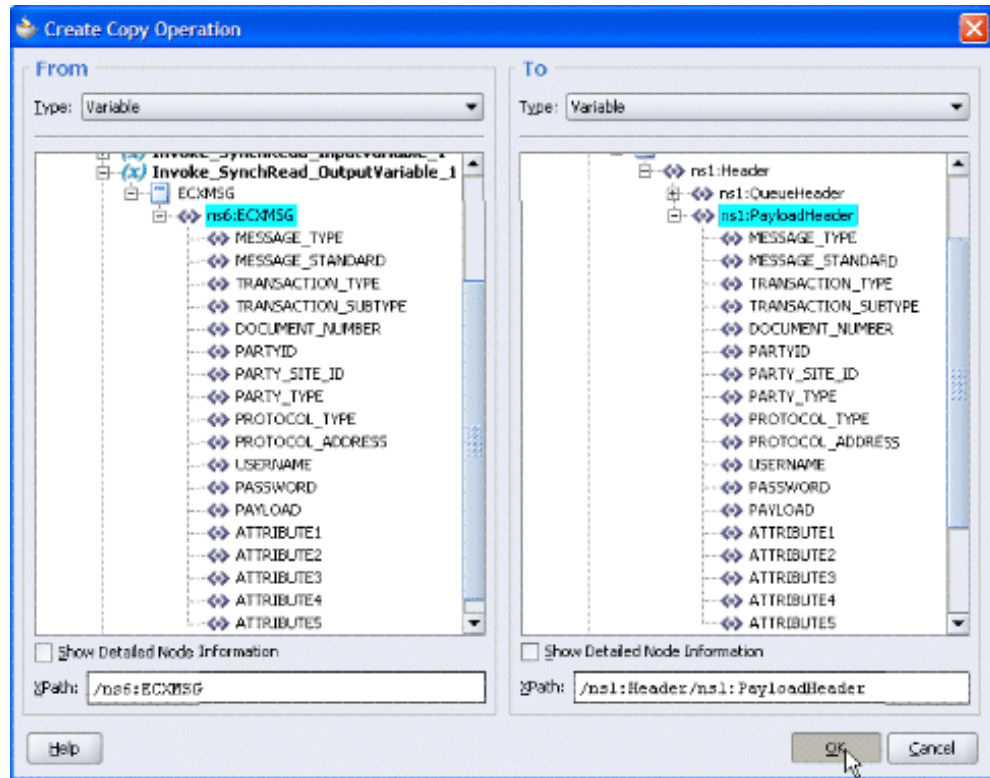 Create Copy Operation
From
Type: Variable
Invoke_SynchRead_InputVariable_1
Invoke_SynchRead_OutputVariable_1
ECXMSG
ns6:ECXMSG
MESSAGE_TYPE
MESSAGE_STANDARD
TRANSACTION_TYPE
TRANSACTION_SUBTYPE
DOCUMENT_NUMBER
PARTYID
PARTY_SITE_ID
PARTY_TYPE
PROTOCOL_TYPE
PROTOCOL_ADDRESS
USERNAME
PASSWORD
PAYLOAD
ATTRIBUTE1
ATTRIBUTE2
ATTRIBUTE3
ATTRIBUTE4
ATTRIBUTE5
Show Detailed Node Information
XPath: /ns6:ECXMSG
To
Type: Variable
ns1:Header
ns1:QueueHeader
ns1:PayloadHeader
MESSAGE_TYPE
MESSAGE_STANDARD
TRANSACTION_TYPE
TRANSACTION_SUBTYPE
DOCUMENT_NUMBER
PARTYID
PARTY_SITE_ID
PARTY_TYPE
PROTOCOL_TYPE
PROTOCOL_ADDRESS
USERNAME
PASSWORD
PAYLOAD
ATTRIBUTE1
ATTRIBUTE2
ATTRIBUTE3
ATTRIBUTE4
ATTRIBUTE5
Show Detailed Node Information
XPath: /ns1:Header/ns1:PayloadHeader
Help
OK
Cancel